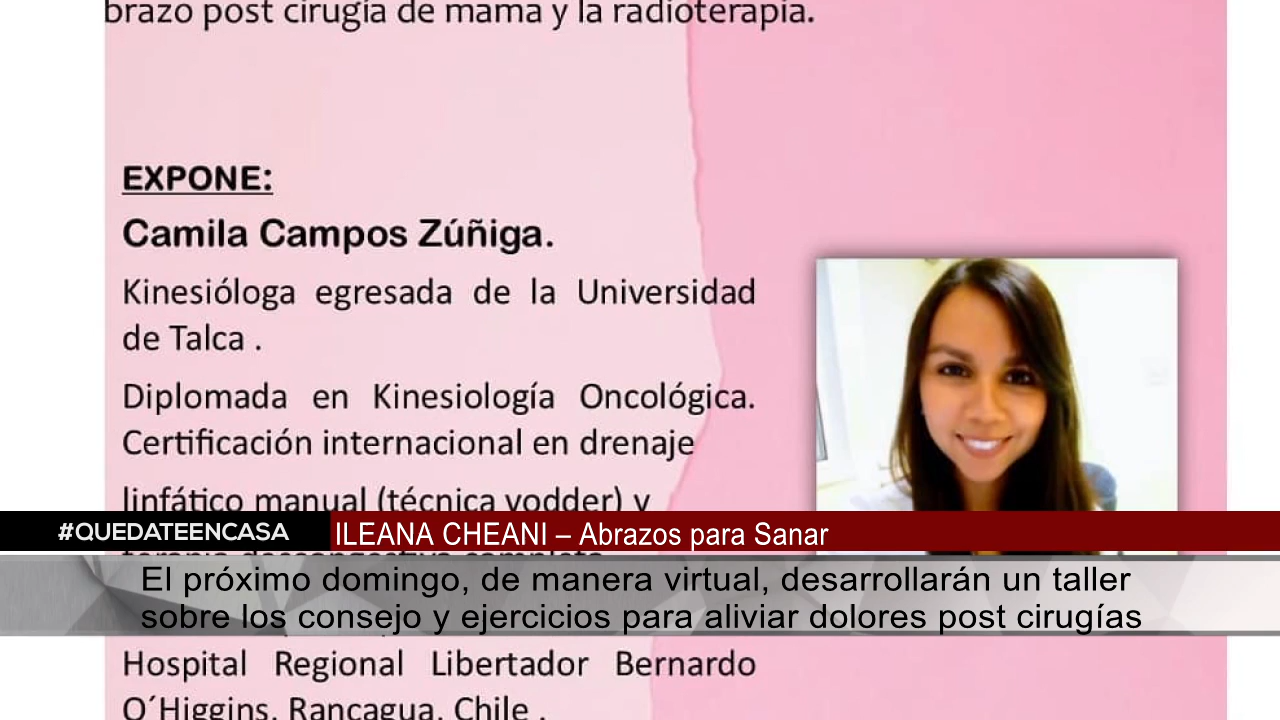 brazo post cirugía de mama y la radioterapia.
EXPONE:
Camila Campos Zúñiga.
Kinesióloga egresada de la Universidad
de Talca .
Diplomada en Kinesiología Oncológica.
Certificación internacional en drenaje
linfático manual (técnica vodder) y
terapia descongestiva completa
#QUEDATEENCASA
ILEANA CHEANI – Abrazos para Sanar
El próximo domingo, de manera virtual, desarrollarán un taller
sobre los consejo y ejercicios para aliviar dolores post cirugías
Hospital Regional Libertador Bernardo
O´Higgins, Rancagua, Chile .